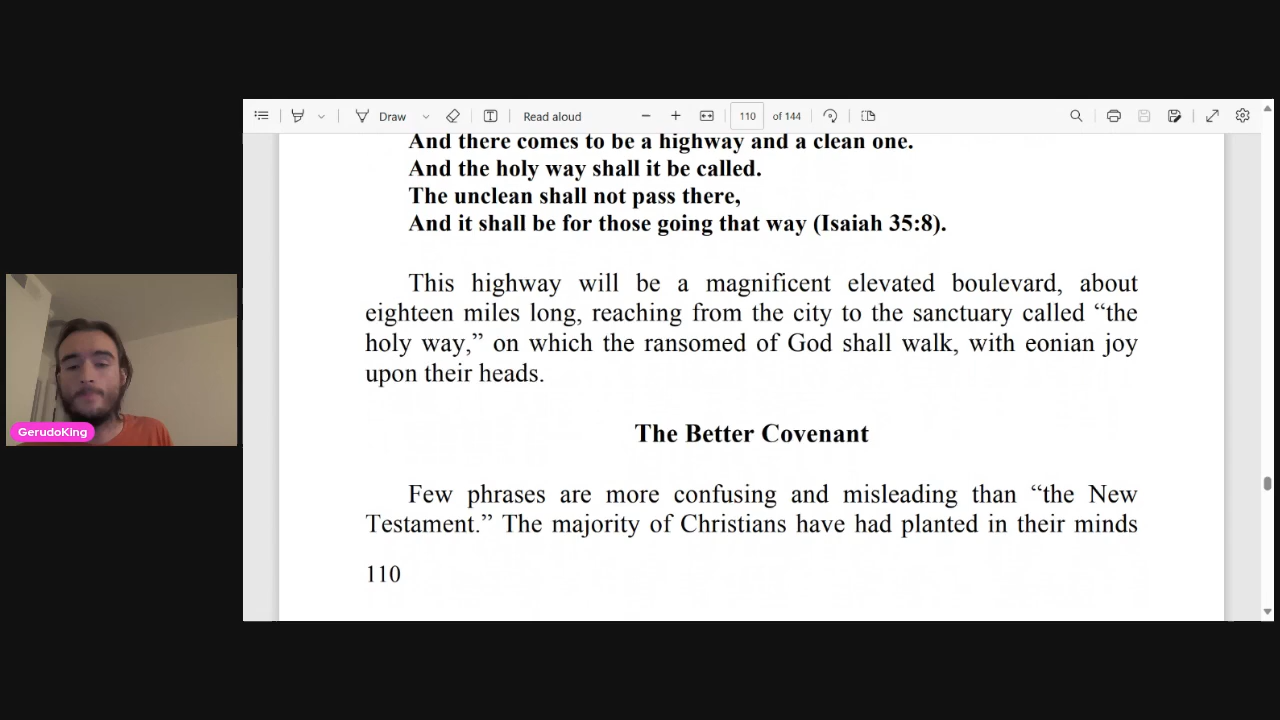 Draw
Read aloud
110
of 144
And there comes to be a highway and a clean one.
And the holy way shall it be called.
The unclean shall not pass there,
And it shall be for those going that way (Isaiah 35:8).
This highway will be a magnificent elevated boulevard, about
eighteen miles long, reaching from the city to the sanctuary called “the
holy way,” on which the ransomed of God shall walk, with eonian joy
upon their heads.
The Better Covenant
Few phrases are more confusing and misleading than “the New
Testament.” The majority of Christians have had planted in their minds
110
GerudoKing